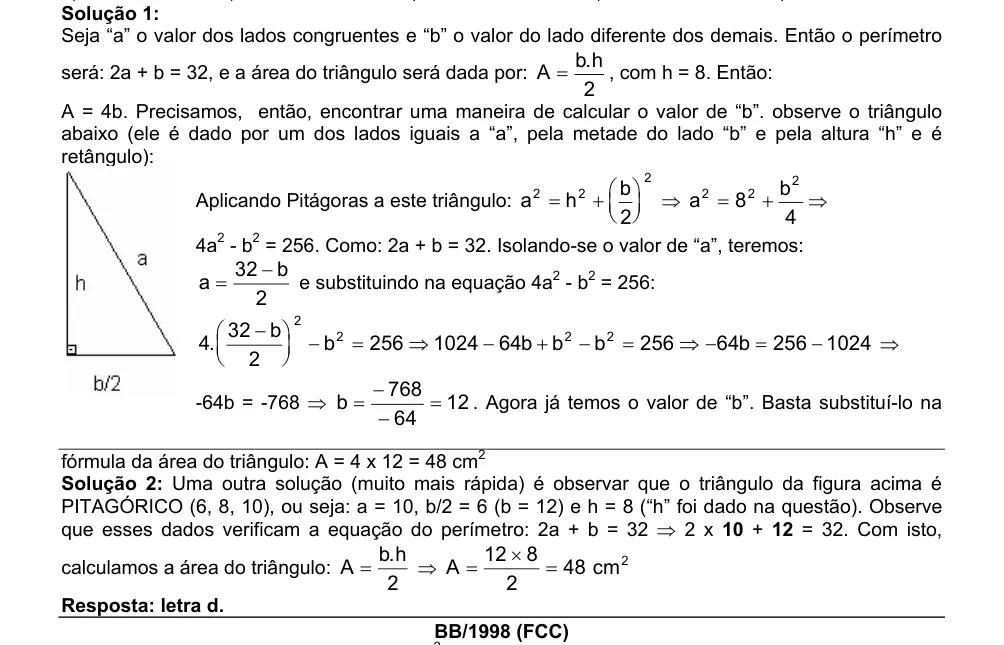 Solução 1:
Seja “a” o valor dos lados congruentes e “b” o valor do lado diferente dos demais. Então o perímetro
será: 2a + b = 32, e a área do triângulo será dada por: A = b.h/2 , com h = 8. Então:
A = 4b. Precisamos, então, encontrar uma maneira de calcular o valor de “b”. observe o triângulo
abaixo (ele é dado por um dos lados iguais a “a”, pela metade do lado “b” e pela altura “h” e é
retângulo):
Aplicando Pitágoras a este triângulo: a² = h² + (b/2)² ⇒ a² = 8² + b²/4 ⇒
4a² - b² = 256. Como: 2a + b = 32. Isolando-se o valor de “a”, teremos:
a = (32 − b)/2 e substituindo na equação 4a² - b² = 256:
4.((32 − b)/2)² − b² = 256 ⇒ 1024 − 64b + b² − b² = 256 ⇒ −64b = 256 − 1024 ⇒
-64b = -768 ⇒ b = −768/−64 = 12 . Agora já temos o valor de “b”. Basta substituí-lo na
h
a
b/2
fórmula da área do triângulo: A = 4 x 12 = 48 cm²
Solução 2: Uma outra solução (muito mais rápida) é observar que o triângulo da figura acima é
PITAGÓRICO (6, 8, 10), ou seja: a = 10, b/2 = 6 (b = 12) e h = 8 (“h” foi dado na questão). Observe
que esses dados verificam a equação do perímetro: 2a + b = 32 ⇒ 2 x 10 + 12 = 32. Com isto,
calculamos a área do triângulo: A = b.h/2 ⇒ A = (12 × 8)/2 = 48 cm²
Resposta: letra d.
BB/1998 (FCC)